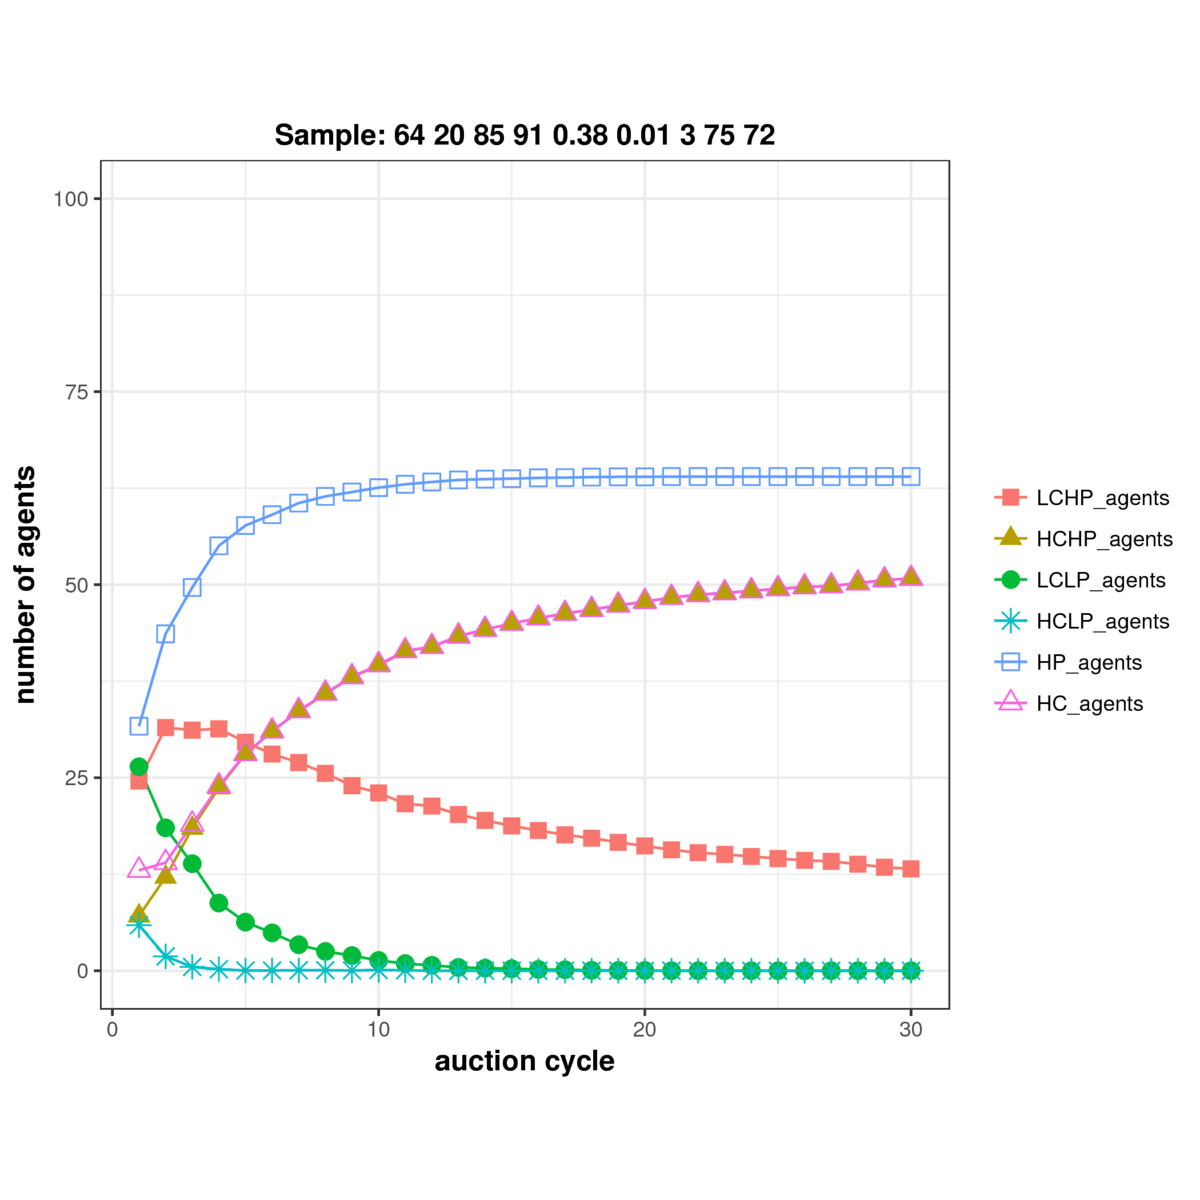 Sample: 64 20 85 91 0.38 0.01 3 75 72
100
75
50
25
0
number of agents
0 10 20 30
auction cycle
LCHP_agents
HCHP_agents
LCLP_agents
HCLP_agents
HP_agents
HC_agents